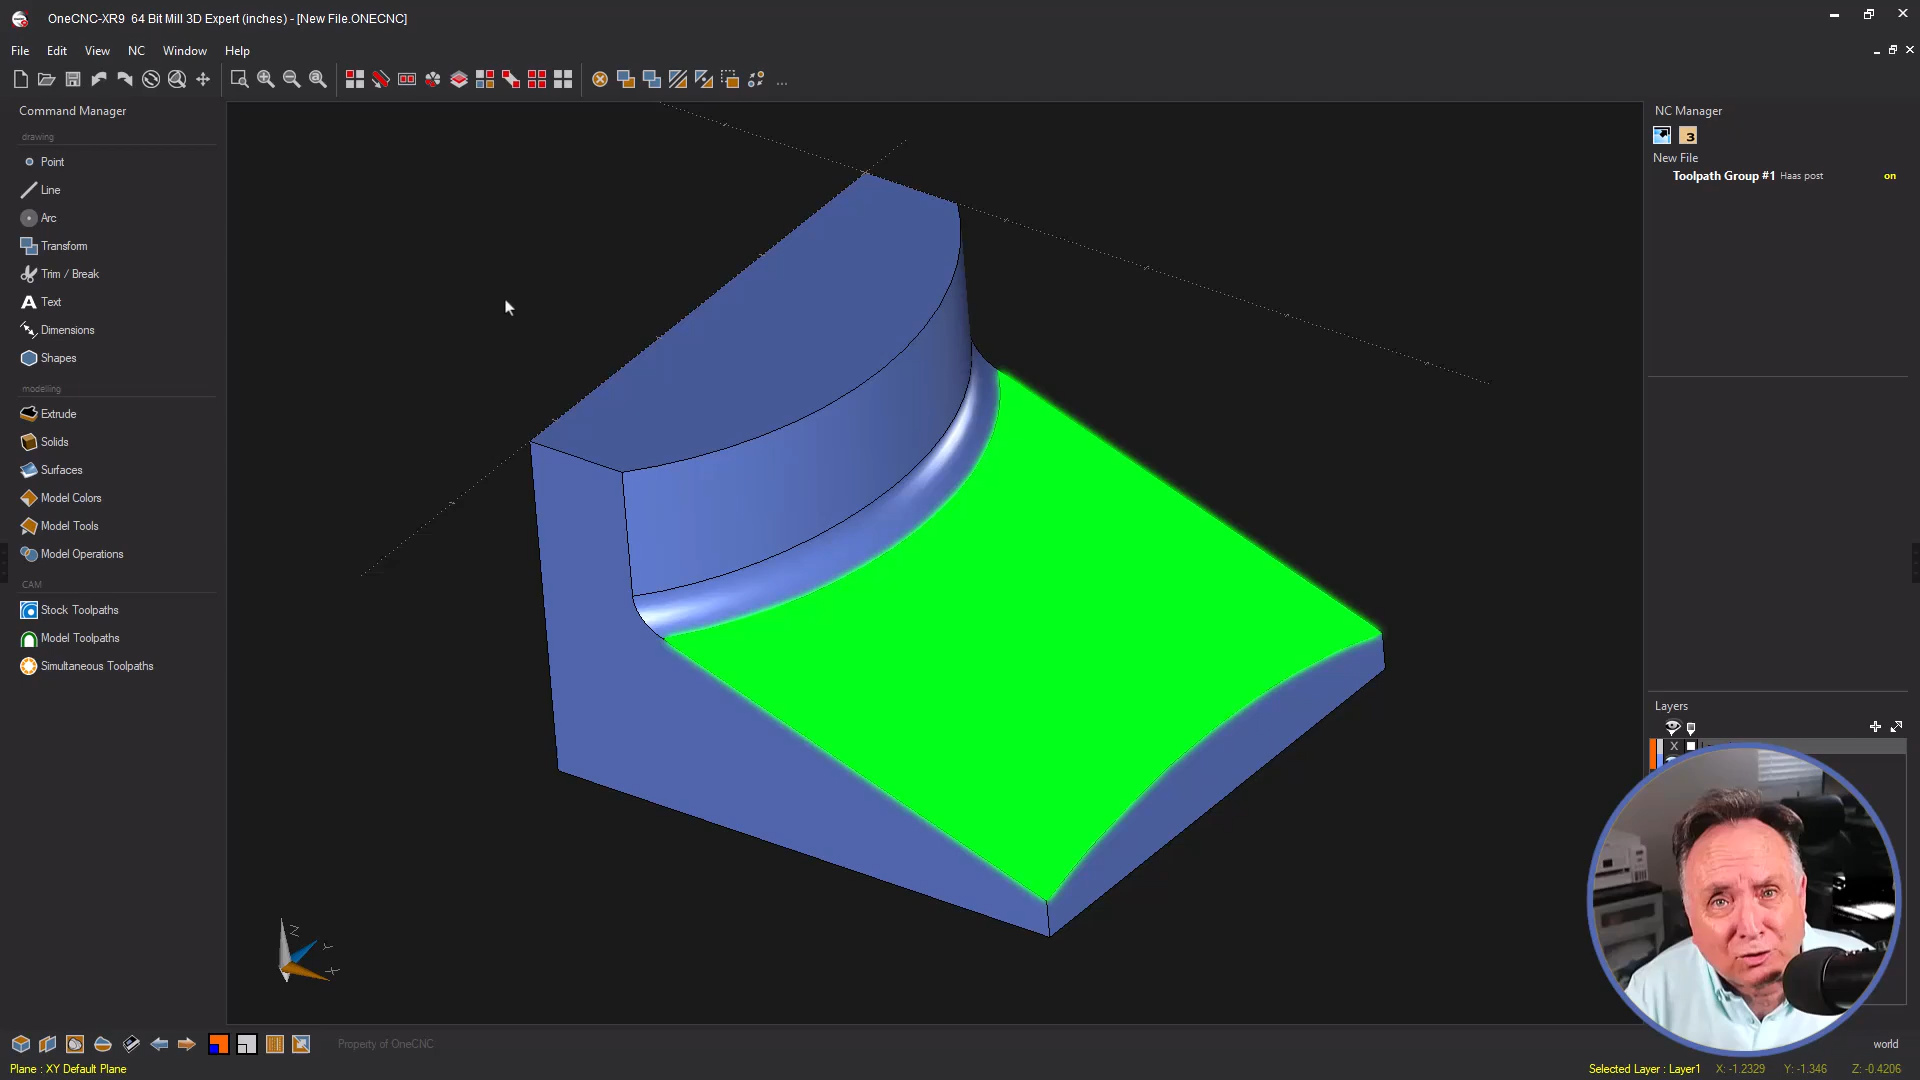 OneCNC-XR9 64 Bit Mill 3D Expert (inches) - [New File.ONECNC]
File Edit View NC Window Help
...
Command Manager
drawing
Point
Line
Arc
Transform
Trim / Break
Text
Dimensions
Shapes
modelling
Extrude
Solids
Surfaces
Model Colors
Model Tools
Model Operations
CAM
Stock Toolpaths
Model Toolpaths
Simultaneous Toolpaths
NC Manager
3
New File
Toolpath Group #1 Haas post on
Layers
X
Z
Y
X
Property of OneCNC
world
Plane : XY Default Plane
Selected Layer : Layer1 X: -1.2329 Y: -1.346 Z: -0.4206